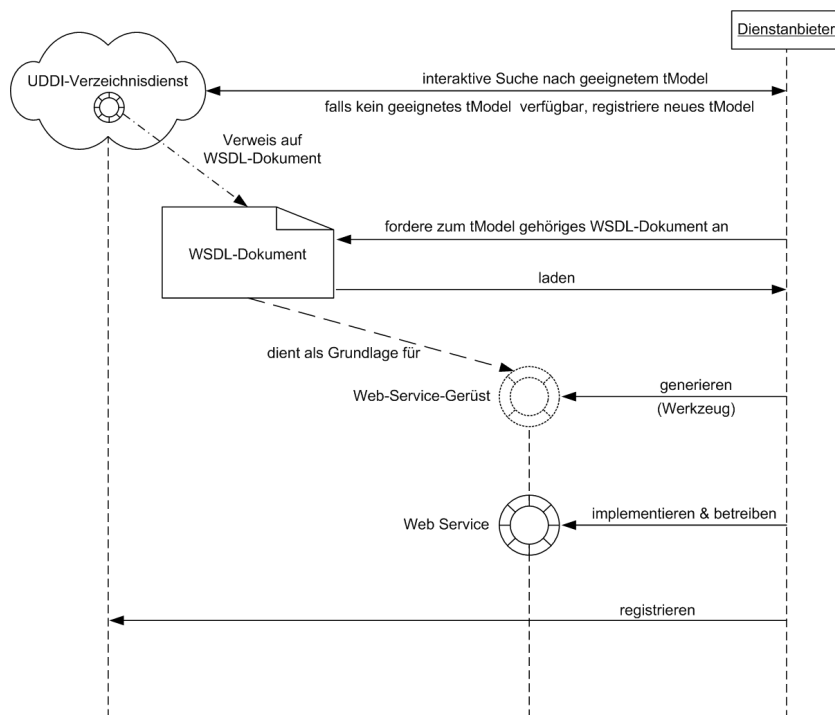 Dienstanbieter
UDDI-Verzeichnisdienst
interaktive Suche nach geeignetem tModel
falls kein geeignetes tModel verfügbar, registriere neues tModel
Verweis auf
WSDL-Dokument
fordere zum tModel gehöriges WSDL-Dokument an
WSDL-Dokument
laden
dient als Grundlage für
Web-Service-Gerüst
generieren
(Werkzeug)
Web Service
implementieren & betreiben
registrieren